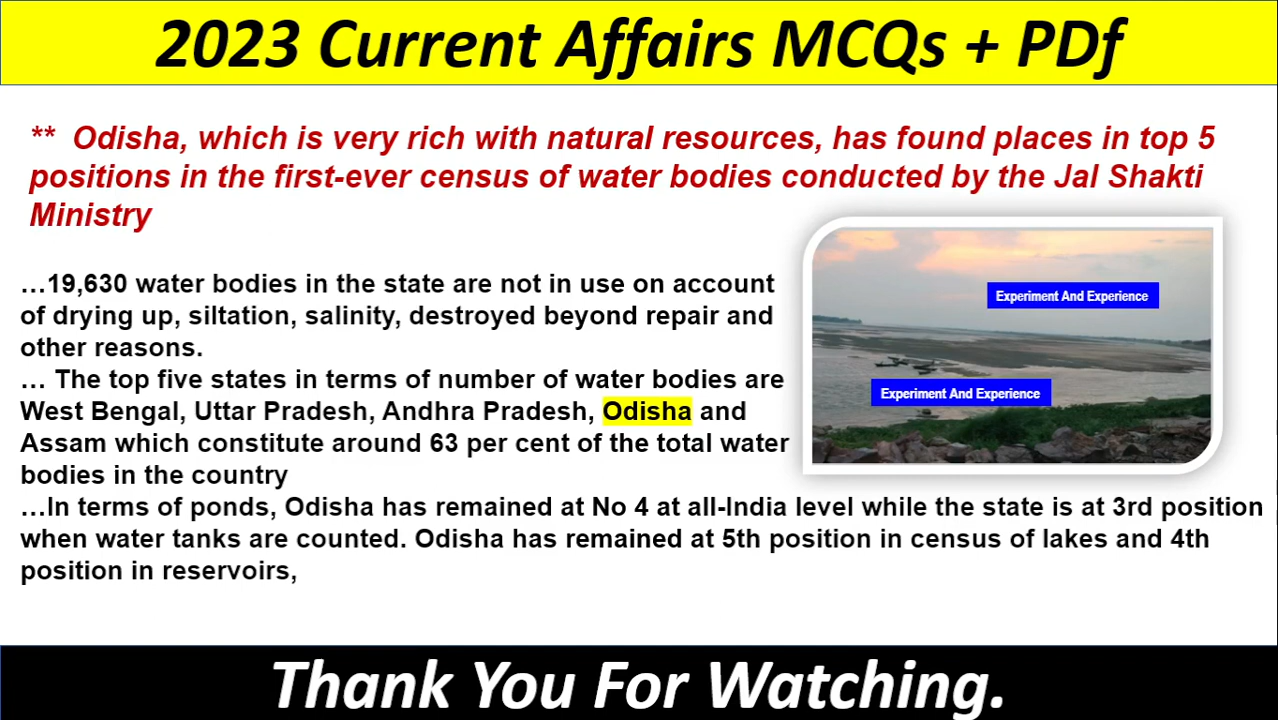 2023 Current Affairs MCQs + PDf
** Odisha, which is very rich with natural resources, has found places in top 5
positions in the first-ever census of water bodies conducted by the Jal Shakti
Ministry
...19,630 water bodies in the state are not in use on account
of drying up, siltation, salinity, destroyed beyond repair and
other reasons.
... The top five states in terms of number of water bodies are
West Bengal, Uttar Pradesh, Andhra Pradesh, Odisha and
Assam which constitute around 63 per cent of the total water
bodies in the country
...In terms of ponds, Odisha has remained at No 4 at all-India level while the state is at 3rd position
when water tanks are counted. Odisha has remained at 5th position in census of lakes and 4th
position in reservoirs,
Experiment And Experience
Experiment And Experience
Thank You For Watching.